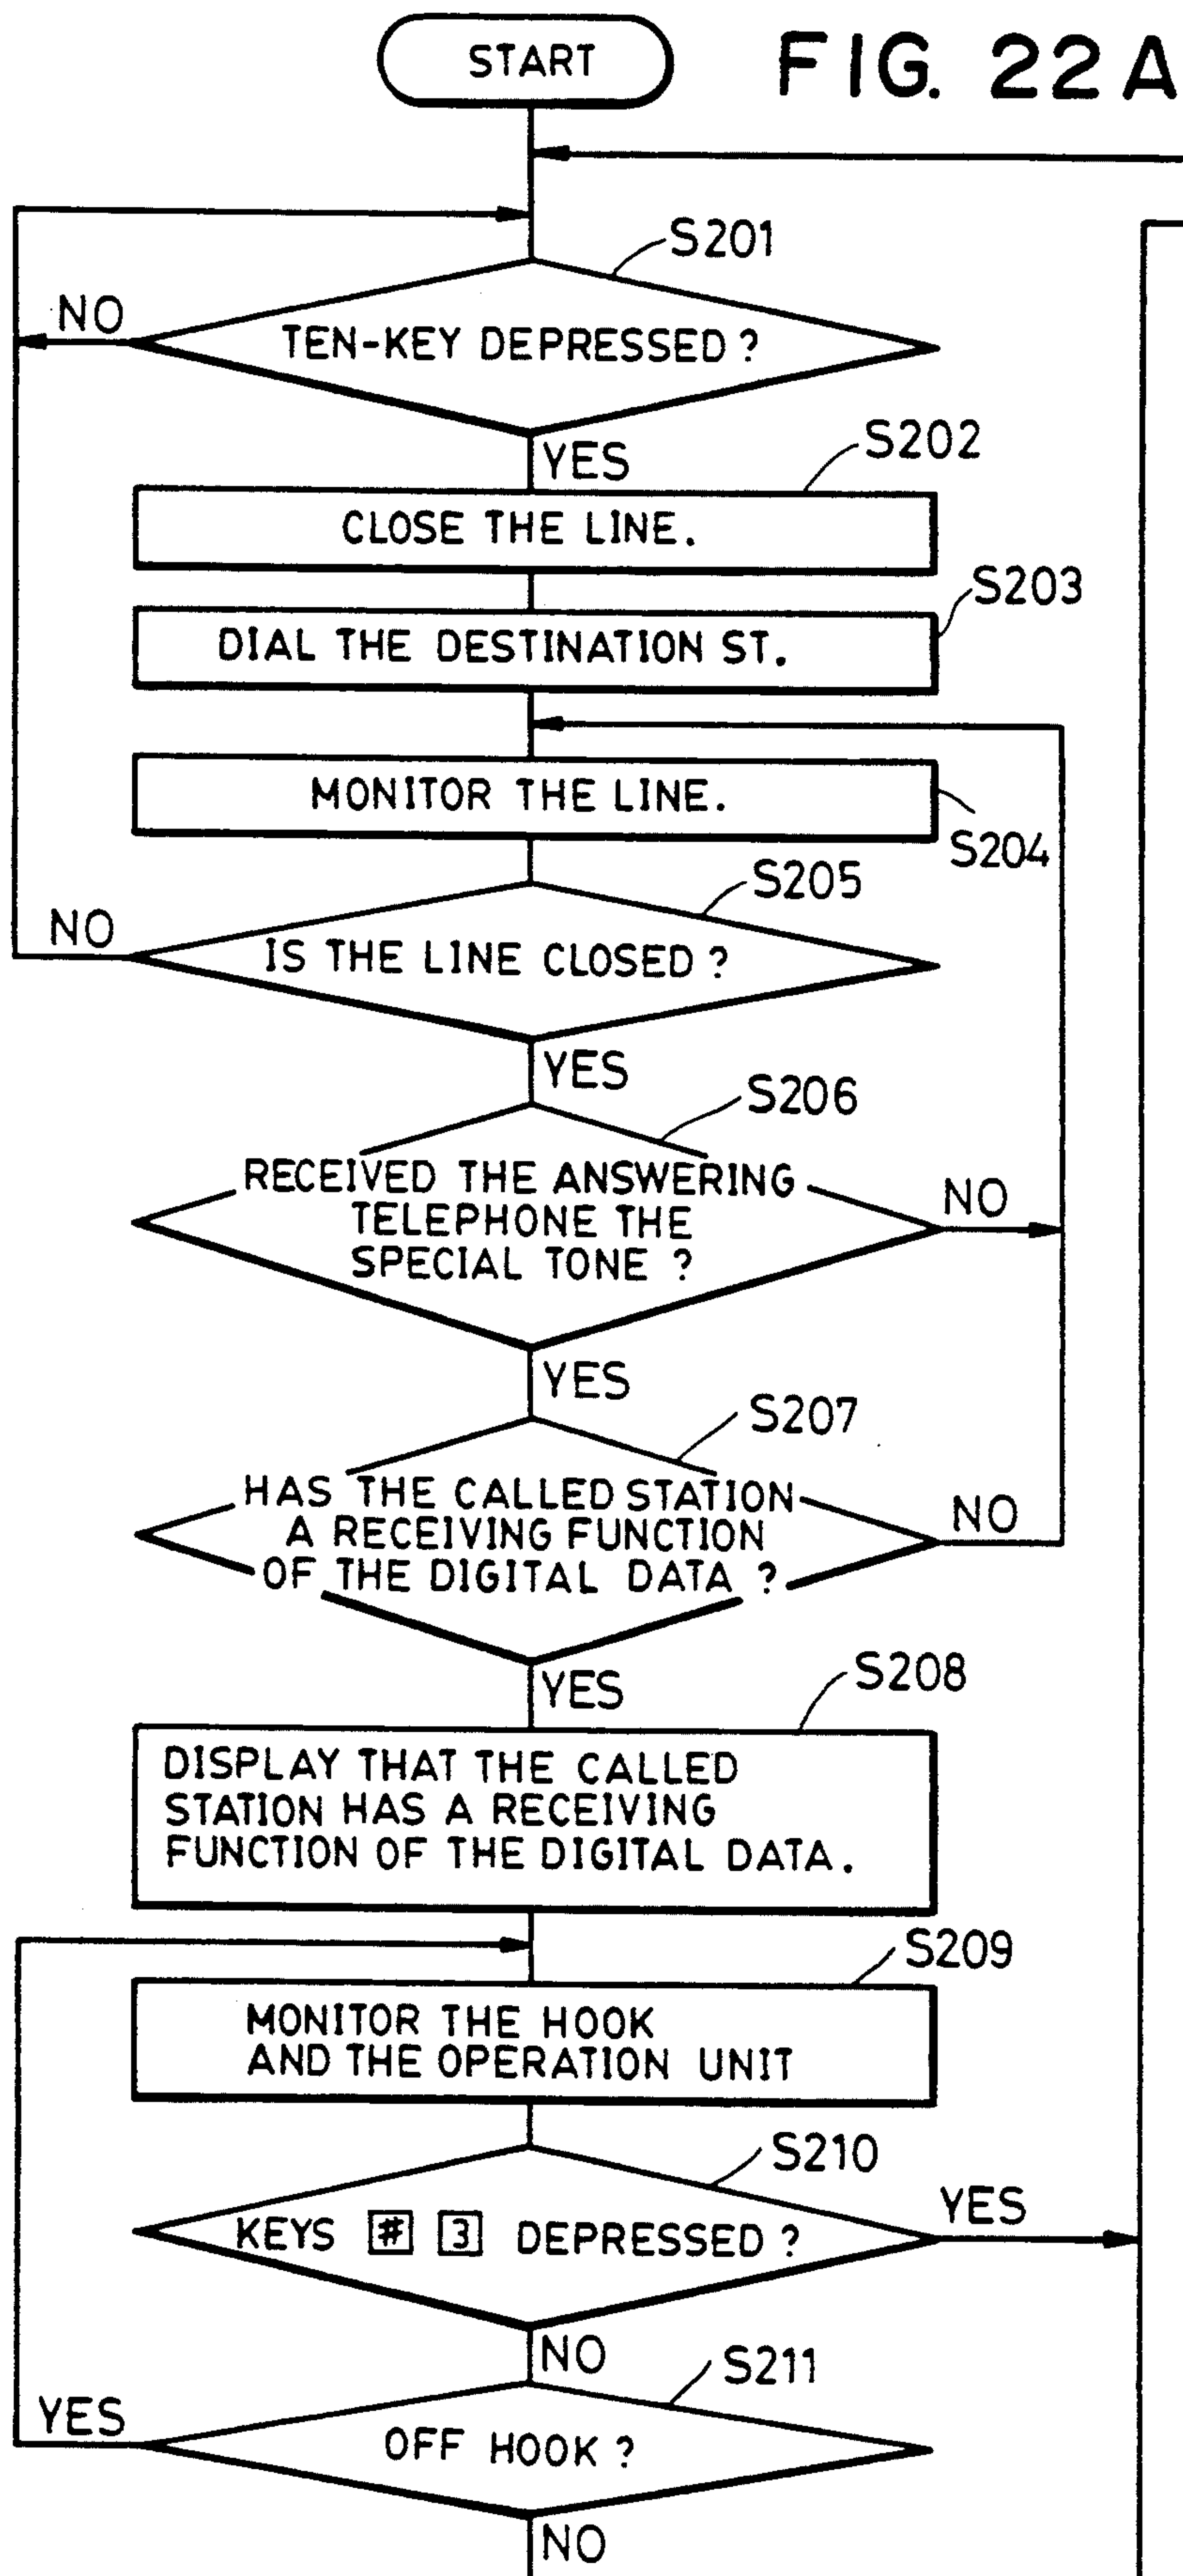 START
FIG. 22A
S201
NO
TEN-KEY DEPRESSED ?
YES
S202
CLOSE THE LINE.
S203
DIAL THE DESTINATION ST.
MONITOR THE LINE.
S204
S205
NO
IS THE LINE CLOSED ?
YES
S206
RECEIVED THE ANSWERING
TELEPHONE THE
SPECIAL TONE ?
NO
YES
S207
HAS THE CALLED STATION
A RECEIVING FUNCTION
OF THE DIGITAL DATA ?
NO
YES
S208
DISPLAY THAT THE CALLED
STATION HAS A RECEIVING
FUNCTION OF THE DIGITAL DATA.
S209
MONITOR THE HOOK
AND THE OPERATION UNIT
S210
KEYS # 3 DEPRESSED ?
YES
NO
S211
YES
OFF HOOK ?
NO